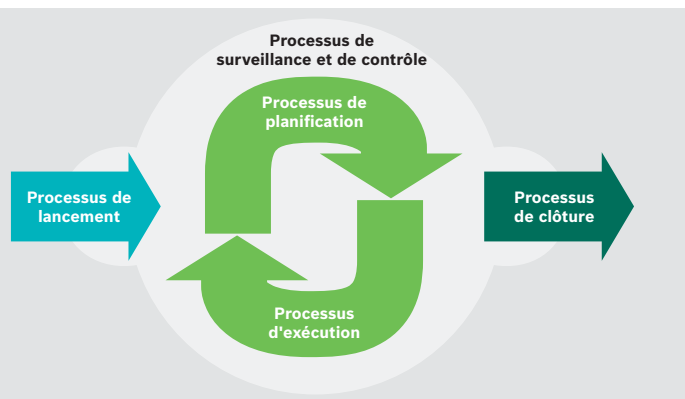 Processus de
surveillance et de contrôle
Processus de
planification
Processus de
lancement
Processus
de clôture
Processus
d'exécution